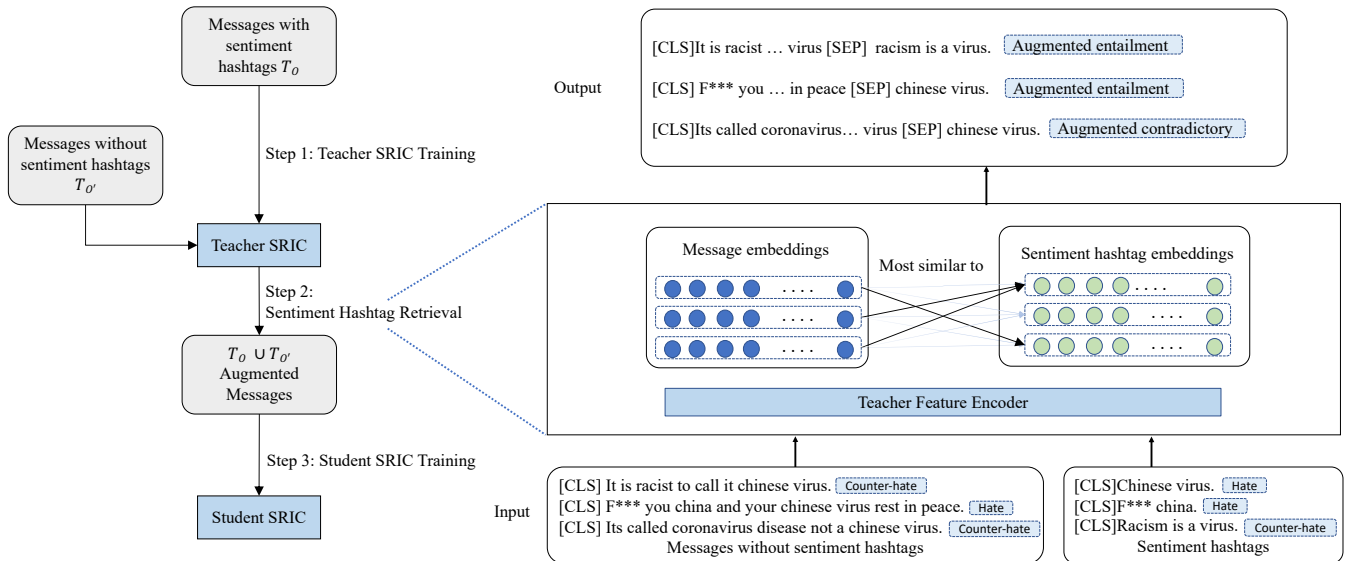 Messages with
sentiment
hashtags T_O
Messages without
sentiment hashtags
T_O'
Step 1: Teacher SRIC Training
Teacher SRIC
Step 2:
Sentiment Hashtag Retrieval
T_O ∪ T_O'
Augmented
Messages
Step 3: Student SRIC Training
Student SRIC
Output
[CLS]It is racist … virus [SEP] racism is a virus. Augmented entailment
[CLS] F*** you … in peace [SEP] chinese virus. Augmented entailment
[CLS]Its called coronavirus… virus [SEP] chinese virus. Augmented contradictory
Message embeddings
Most similar to
Sentiment hashtag embeddings
....
....
....
....
....
....
Teacher Feature Encoder
Input
[CLS] It is racist to call it chinese virus. Counter-hate
[CLS] F*** you china and your chinese virus rest in peace. Hate
[CLS] Its called coronavirus disease not a chinese virus. Counter-hate
Messages without sentiment hashtags
[CLS]Chinese virus. Hate
[CLS]F*** china. Hate
[CLS]Racism is a virus. Counter-hate
Sentiment hashtags